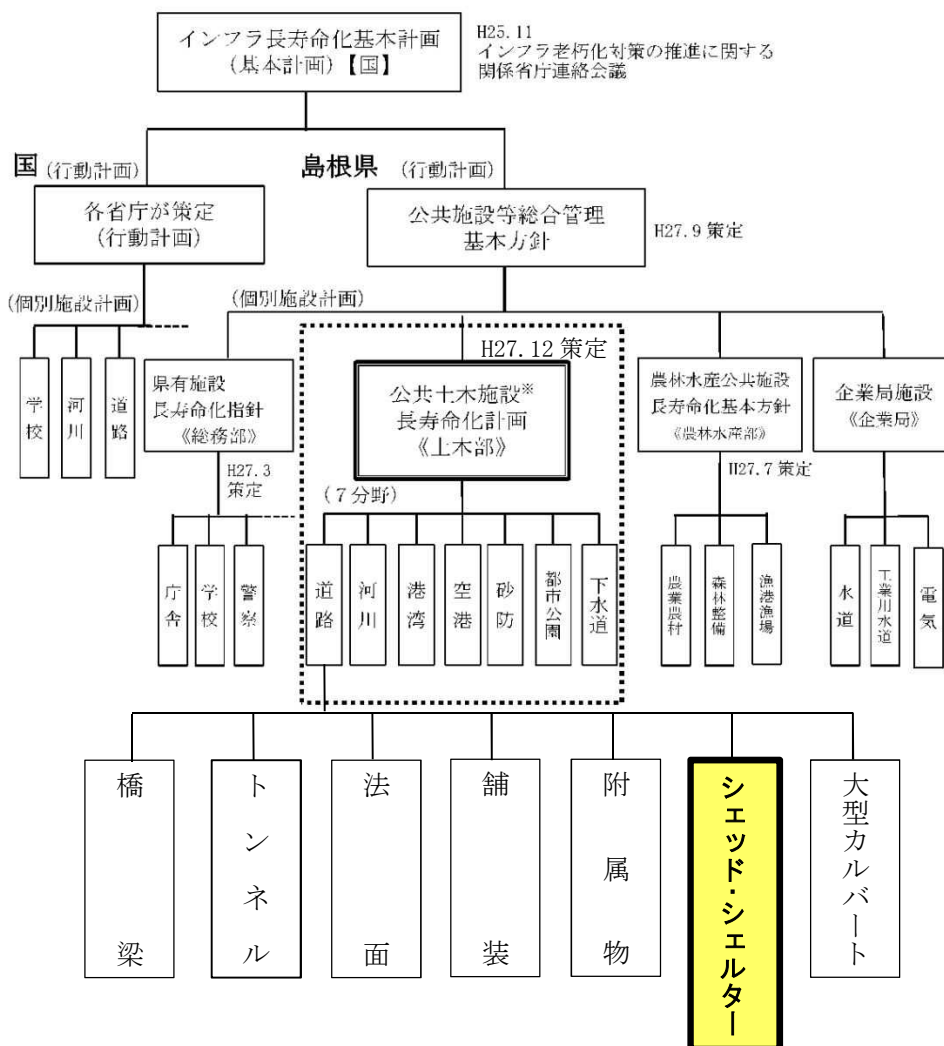 インフラ長寿命化基本計画
(基本計画)【国】
H25.11
インフラ老朽化対策の推進に関する
関係省庁連絡会議
国 (行動計画)
島根県 (行動計画)
各省庁が策定
(行動計画)
公共施設等総合管理
基本方針
H27.9 策定
(個別施設計画)
(個別施設計画)
学校
河川
道路
県有施設
長寿命化指針
《総務部》
H27.3
策定
H27.12 策定
公共土木施設※
長寿命化計画
《土木部》
(7分野)
農林水産公共施設
長寿命化基本方針
《農林水産部》
H27.7 策定
企業局施設
《企業局》
庁舎
学校
警察
道路
河川
港湾
空港
砂防
都市公園
下水道
農業農村
森林整備
漁港漁場
水道
工業用水道
電気
橋梁
トンネル
法面
舗装
附属物
シェッド・シェルター
大型カルバート